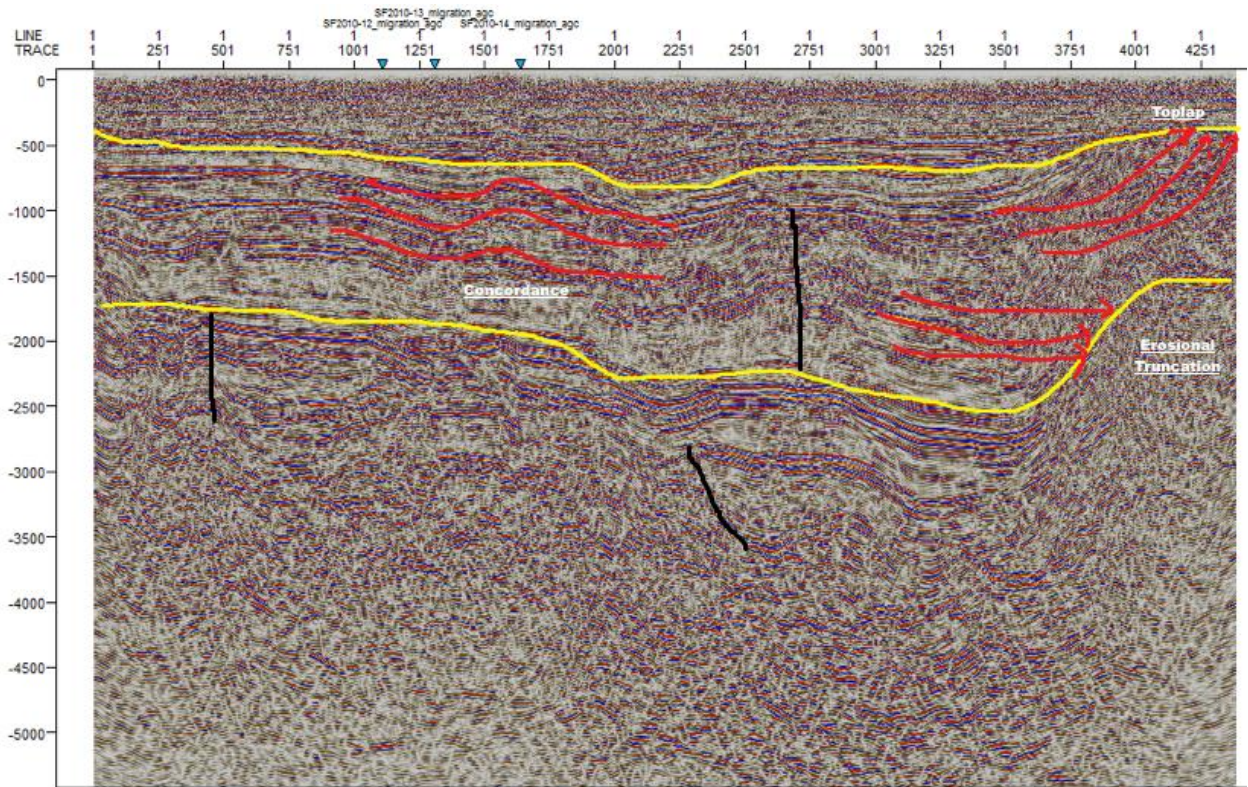 SF2010-13_migration_agc
SF2010-12_migration_agc SF2010-14_migration_agc
LINE 1 1 1 1 1 1 1 1 1 1 1 1 1 1 1 1 1 1
TRACE 1 251 501 751 1001 1251 1501 1751 2001 2251 2501 2751 3001 3251 3501 3751 4001 4251
0
Toplap
-500
-1000
-1500
Concordance
-2000
Erosional
Truncation
-2500
-3000
-3500
-4000
-4500
-5000